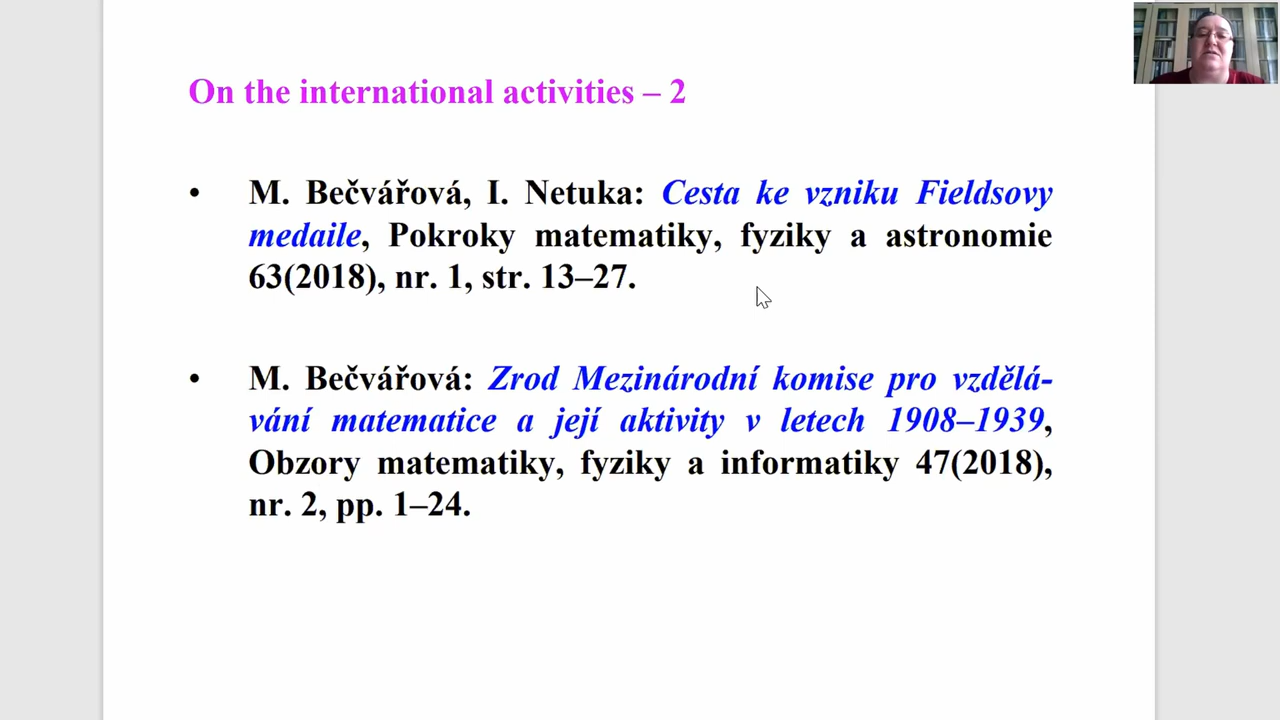 On the international activities – 2
• M. Bečvářová, I. Netuka: Cesta ke vzniku Fieldsovy
medaile, Pokroky matematiky, fyziky a astronomie
63(2018), nr. 1, str. 13–27.
• M. Bečvářová: Zrod Mezinárodní komise pro vzdělá-
vání matematice a její aktivity v letech 1908–1939,
Obzory matematiky, fyziky a informatiky 47(2018),
nr. 2, pp. 1–24.